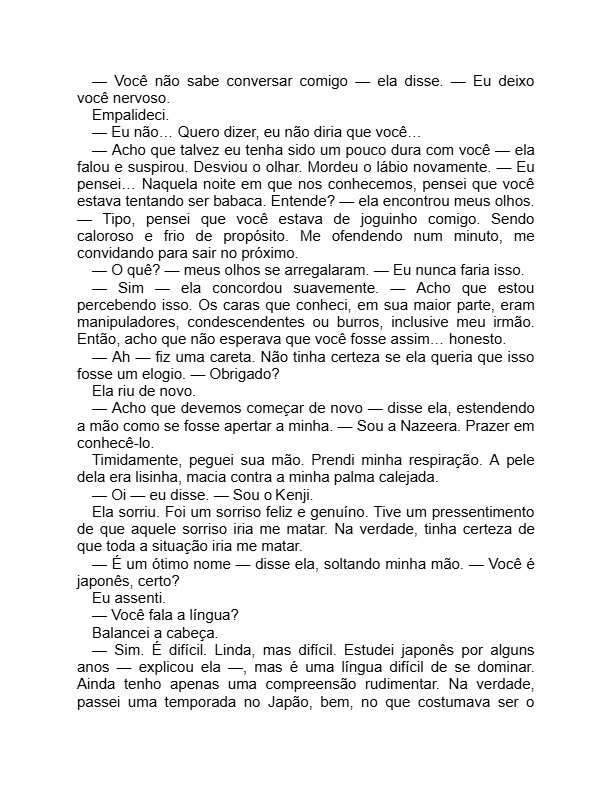 — Você não sabe conversar comigo — ela disse. — Eu deixo
você nervoso.
Empalideci.
— Eu não… Quero dizer, eu não diria que você…
— Acho que talvez eu tenha sido um pouco dura com você — ela
falou e suspirou. Desviou o olhar. Mordeu o lábio novamente. — Eu
pensei… Naquela noite em que nos conhecemos, pensei que você
estava tentando ser babaca. Entende? — ela encontrou meus olhos.
— Tipo, pensei que você estava de joguinho comigo. Sendo
caloroso e frio de propósito. Me ofendendo num minuto, me
convidando para sair no próximo.
— O quê? — meus olhos se arregalaram. — Eu nunca faria isso.
— Sim — ela concordou suavemente. — Acho que estou
percebendo isso. Os caras que conheci, em sua maior parte, eram
manipuladores, condescendentes ou burros, inclusive meu irmão.
Então, acho que não esperava que você fosse assim… honesto.
— Ah — fiz uma careta. Não tinha certeza se ela queria que isso
fosse um elogio. — Obrigado?
Ela riu de novo.
— Acho que devemos começar de novo — disse ela, estendendo
a mão como se fosse apertar a minha. — Sou a Nazeera. Prazer em
conhecê-lo.
Timidamente, peguei sua mão. Prendi minha respiração. A pele
dela era lisinha, macia contra a minha palma calejada.
— Oi — eu disse. — Sou o Kenji.
Ela sorriu. Foi um sorriso feliz e genuíno. Tive um pressentimento
de que aquele sorriso iria me matar. Na verdade, tinha certeza de
que toda a situação iria me matar.
— É um ótimo nome — disse ela, soltando minha mão. — Você é
japonês, certo?
Eu assenti.
— Você fala a língua?
Balancei a cabeça.
— Sim. É difícil. Linda, mas difícil. Estudei japonês por alguns
anos — explicou ela —, mas é uma língua difícil de se dominar.
Ainda tenho apenas uma compreensão rudimentar. Na verdade,
passei uma temporada no Japão, bem, no que costumava ser o